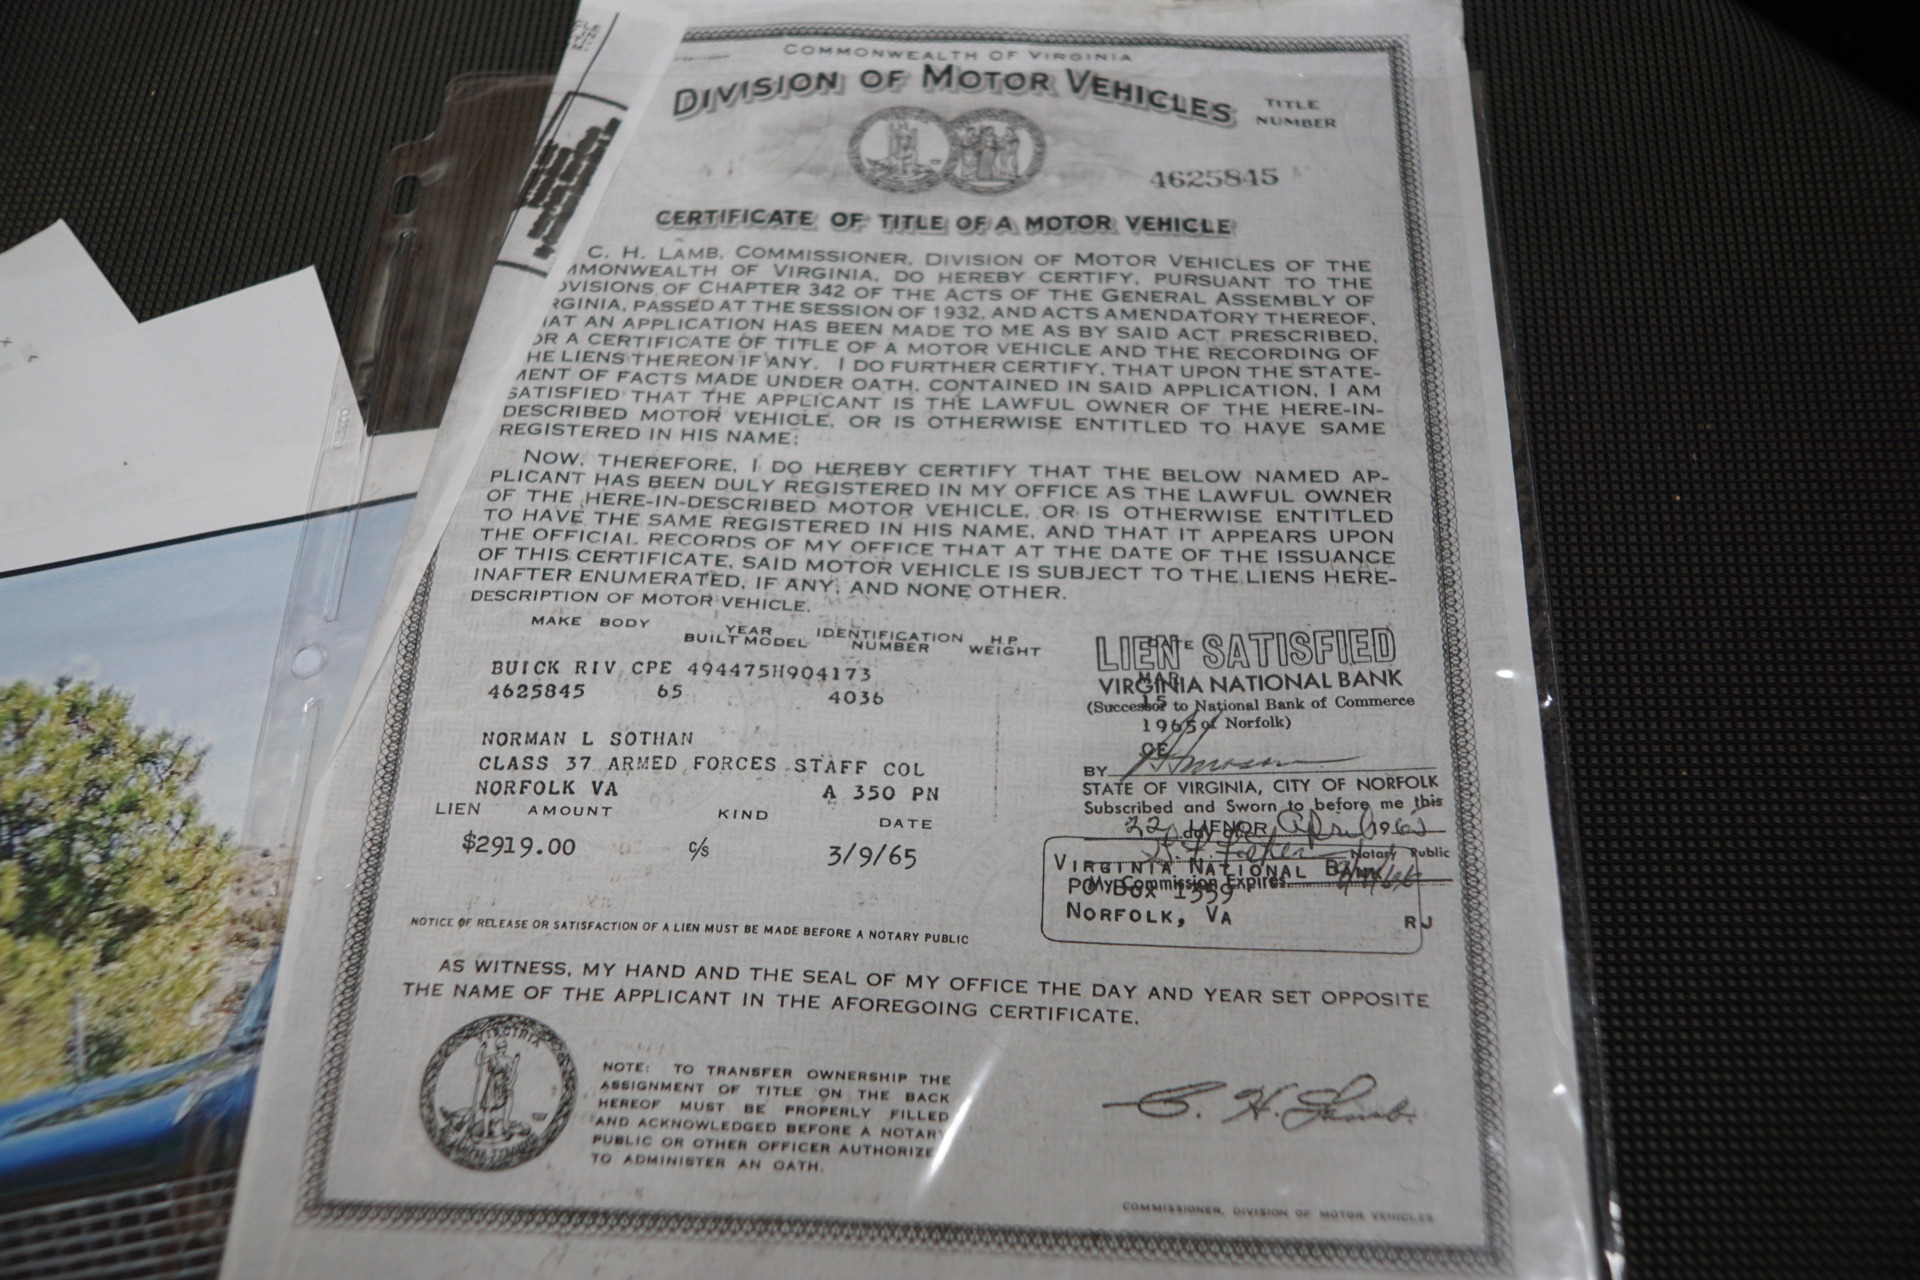 COMMONWEALTH OF VIRGINIA
DIVISION OF MOTOR VEHICLES
TITLE
NUMBER
4625845
CERTIFICATE OF TITLE OF A MOTOR VEHICLE
C. H. LAMB, COMMISSIONER, DIVISION OF MOTOR VEHICLES OF THE
MMONWEALTH OF VIRGINIA, DO HEREBY CERTIFY, PURSUANT TO THE
OVISIONS OF CHAPTER 342 OF THE ACTS OF THE GENERAL ASSEMBLY OF
RGINIA, PASSED AT THE SESSION OF 1932, AND ACTS AMENDATORY THEREOF,
HAT AN APPLICATION HAS BEEN MADE TO ME AS BY SAID ACT PRESCRIBED,
OR A CERTIFICATE OF TITLE OF A MOTOR VEHICLE AND THE RECORDING OF
HE LIENS THEREON IF ANY. I DO FURTHER CERTIFY, THAT UPON THE STATE-
MENT OF FACTS MADE UNDER OATH, CONTAINED IN SAID APPLICATION, I AM
SATISFIED THAT THE APPLICANT IS THE LAWFUL OWNER OF THE HERE-IN-
DESCRIBED MOTOR VEHICLE, OR IS OTHERWISE ENTITLED TO HAVE SAME
REGISTERED IN HIS NAME:
NOW, THEREFORE, I DO HEREBY CERTIFY THAT THE BELOW NAMED AP-
PLICANT HAS BEEN DULY REGISTERED IN MY OFFICE AS THE LAWFUL OWNER
OF THE HERE-IN-DESCRIBED MOTOR VEHICLE, OR IS OTHERWISE ENTITLED
TO HAVE THE SAME REGISTERED IN HIS NAME, AND THAT IT APPEARS UPON
THE OFFICIAL RECORDS OF MY OFFICE THAT AT THE DATE OF THE ISSUANCE
OF THIS CERTIFICATE, SAID MOTOR VEHICLE IS SUBJECT TO THE LIENS HERE-
INAFTER ENUMERATED, IF ANY, AND NONE OTHER.
DESCRIPTION OF MOTOR VEHICLE.
MAKE BODY YEAR BUILT MODEL IDENTIFICATION NUMBER H.P. WEIGHT
BUICK RIV CPE 494475H904173
4625845 65 4036
LIEN SATISFIED
VIRGINIA NATIONAL BANK
(Successor to National Bank of Commerce
of Norfolk)
MAR
15
1965
NORMAN L SOTHAN
CLASS 37 ARMED FORCES STAFF COL
NORFOLK VA A 350 PN
BY
STATE OF VIRGINIA, CITY OF NORFOLK
Subscribed and Sworn to before me this
22 day
Notary Public
My Commission Expires
LIEN AMOUNT KIND DATE
LIENOR
$2919.00 c/s 3/9/65
VIRGINIA NATIONAL BANK
PO BOX 1359
NORFOLK, VA RJ
NOTICE OF RELEASE OR SATISFACTION OF A LIEN MUST BE MADE BEFORE A NOTARY PUBLIC
AS WITNESS, MY HAND AND THE SEAL OF MY OFFICE THE DAY AND YEAR SET OPPOSITE
THE NAME OF THE APPLICANT IN THE AFOREGOING CERTIFICATE.
VIRGINIA
NOTE: TO TRANSFER OWNERSHIP THE
ASSIGNMENT OF TITLE ON THE BACK
HEREOF MUST BE PROPERLY FILLED
AND ACKNOWLEDGED BEFORE A NOTARY
PUBLIC OR OTHER OFFICER AUTHORIZE
TO ADMINISTER AN OATH.
C. H. Lamb.
COMMISSIONER, DIVISION OF MOTOR VEHICLES